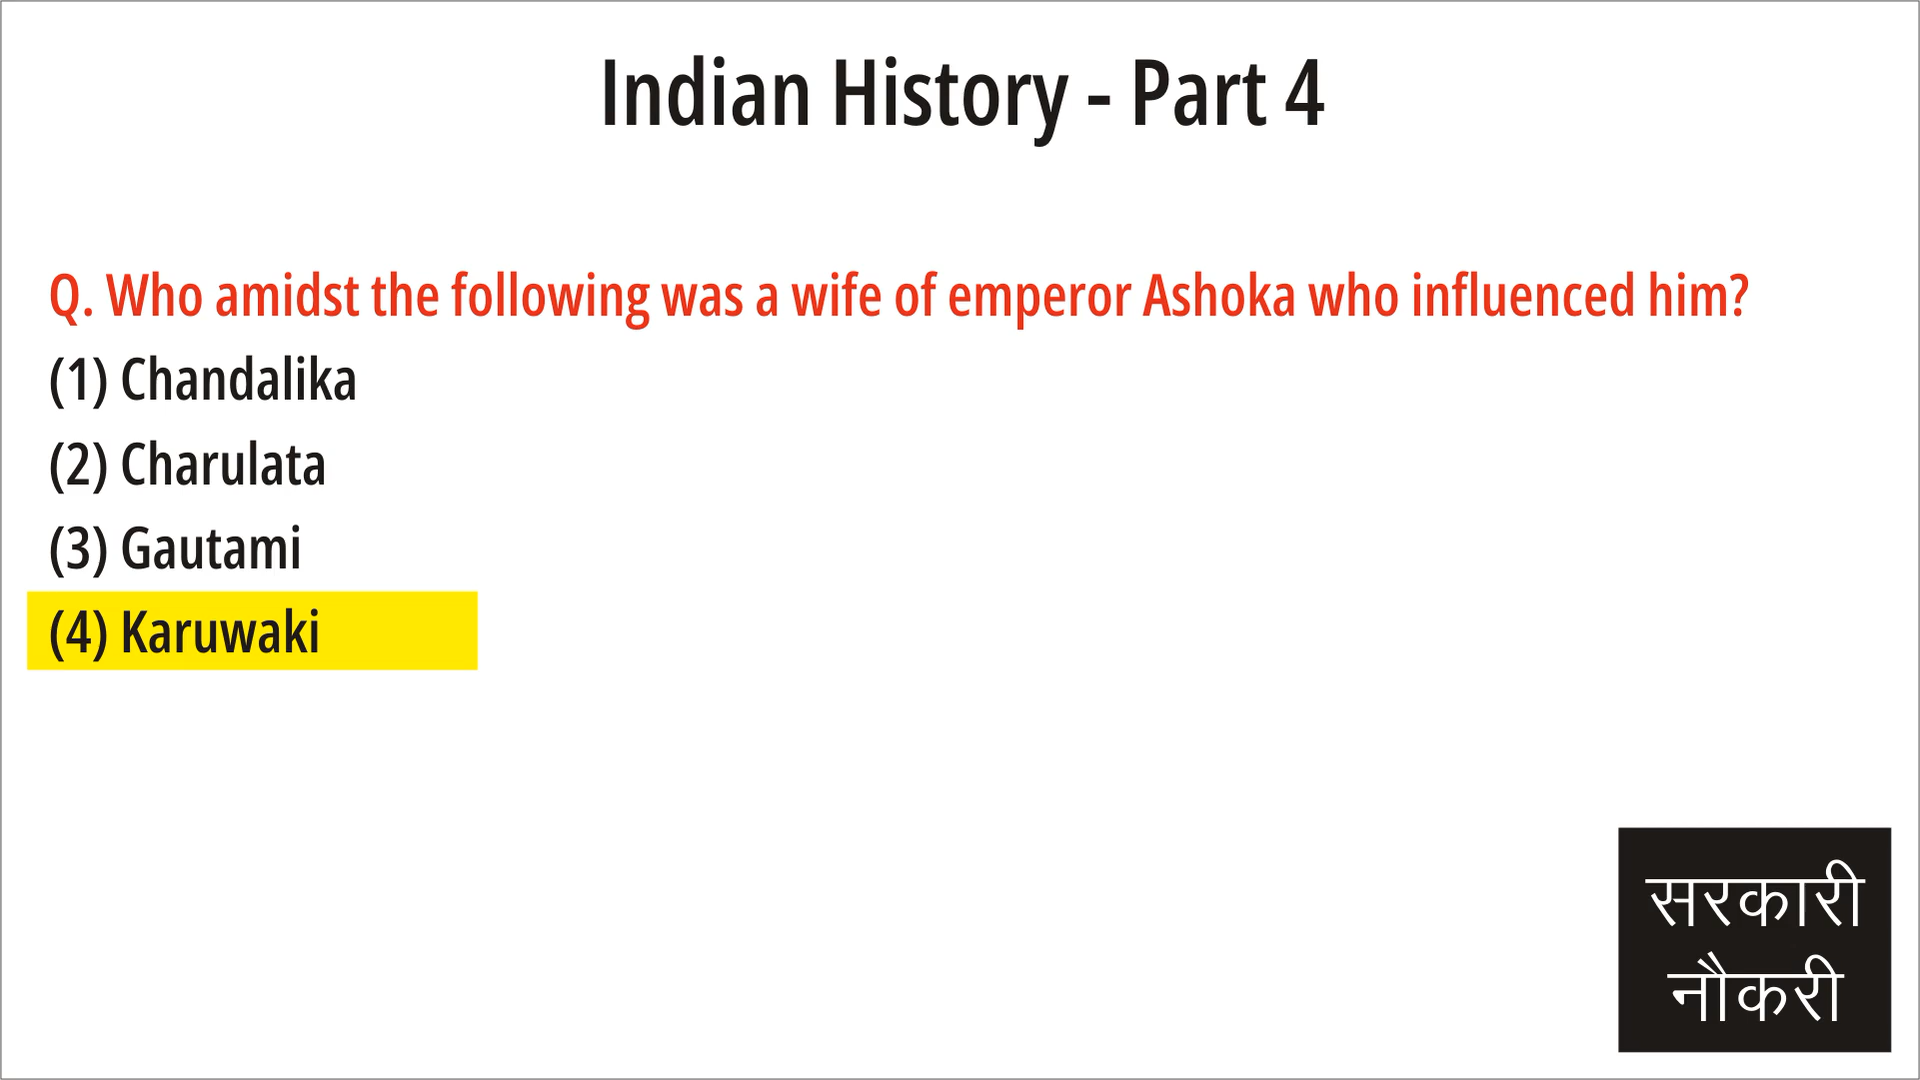 Indian History - Part 4
Q. Who amidst the following was a wife of emperor Ashoka who influenced him?
(1) Chandalika
(2) Charulata
(3) Gautami
(4) Karuwaki
सरकारी
नौकरी